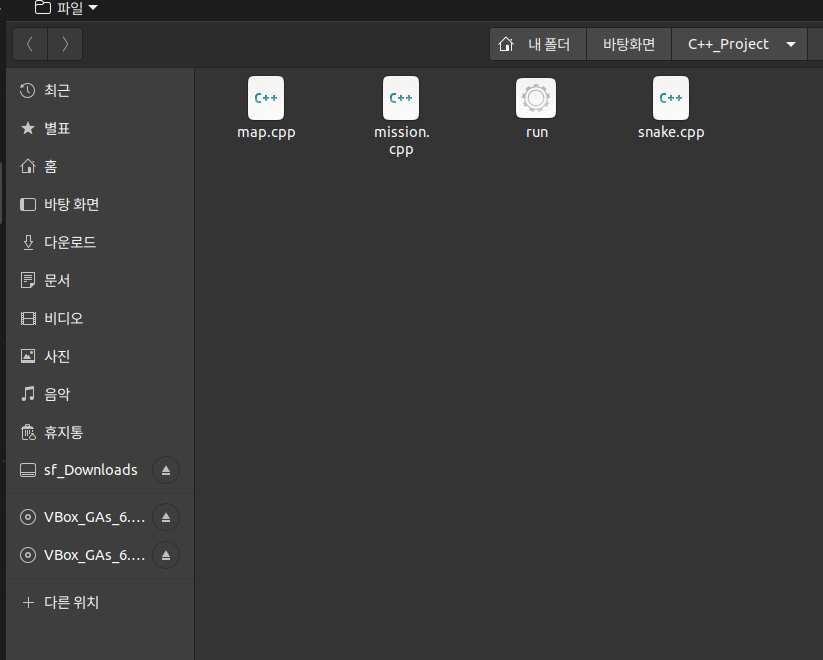 파일
내 폴더
바탕화면
C++_Project
최근
별표
홈
바탕 화면
다운로드
문서
비디오
사진
음악
휴지통
sf_Downloads
VBox_GAs_6....
VBox_GAs_6....
다른 위치
C++
map.cpp
C++
mission.
cpp
run
C++
snake.cpp